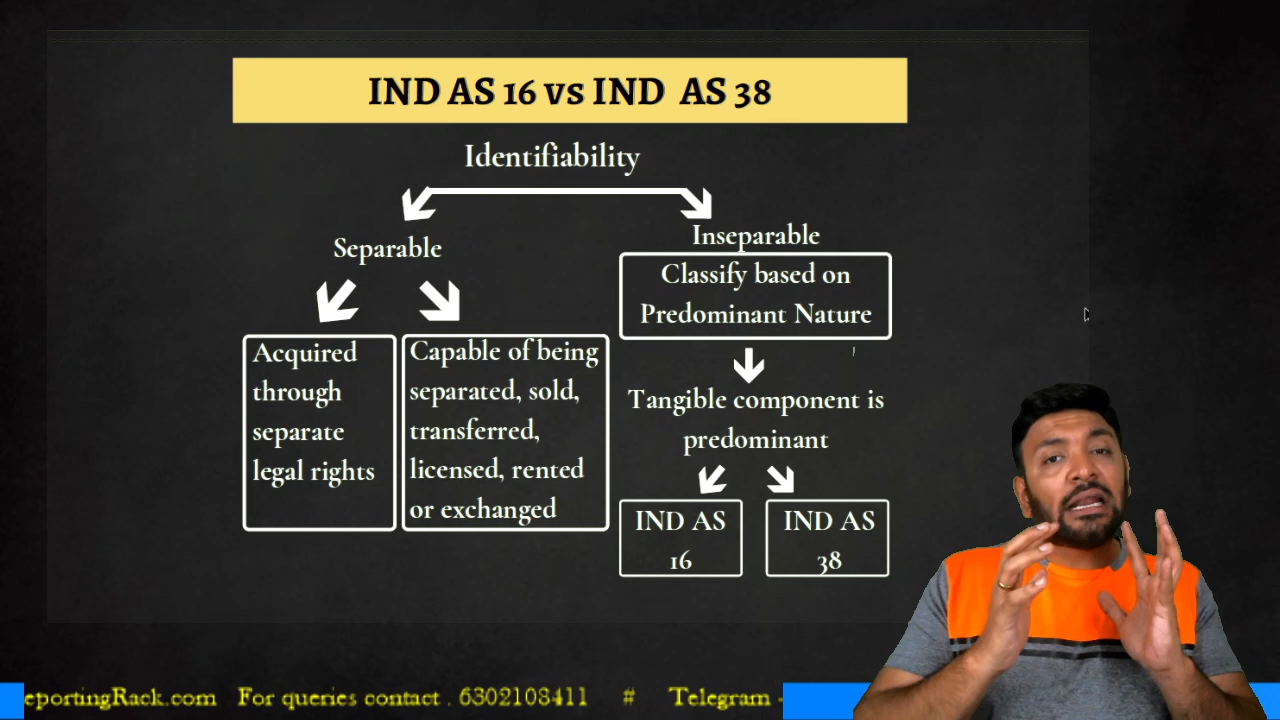 IND AS 16 vs IND AS 38
Identifiability
Separable
Inseparable
Classify based on
Predominant Nature
Acquired
through
separate
legal rights
Capable of being
separated, sold,
transferred,
licensed, rented
or exchanged
Tangible component is
predominant
IND AS
16
IND AS
38
eportingRack.com For queries contact . 6302108411 # Telegram -